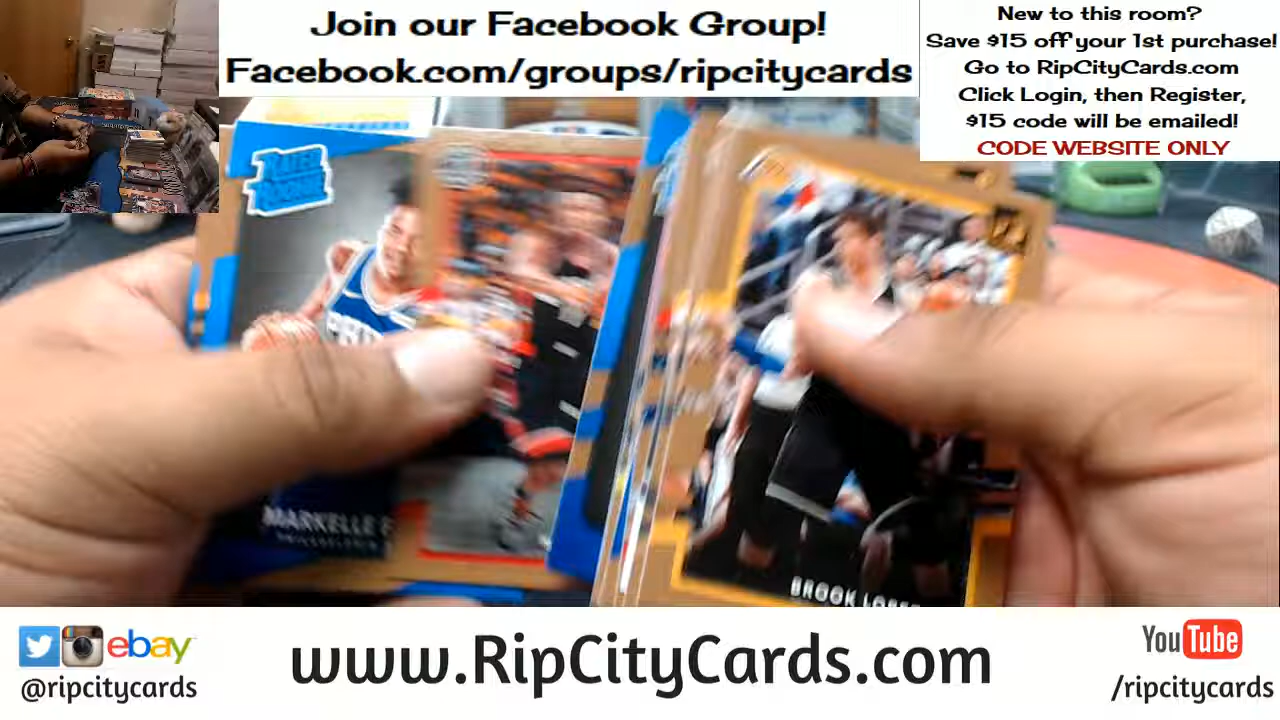 Join our Facebook Group!
Facebook.com/groups/ripcitycards
New to this room?
Save $15 off your 1st purchase!
Go to RipCityCards.com
Click Login, then Register,
$15 code will be emailed!
CODE WEBSITE ONLY
RATED
ROOKIE
MARKELLE F
PHILADELPHIA
BROOK LOPE
ebay
@ripcitycards
www.RipCityCards.com
YouTube
/ripcitycards